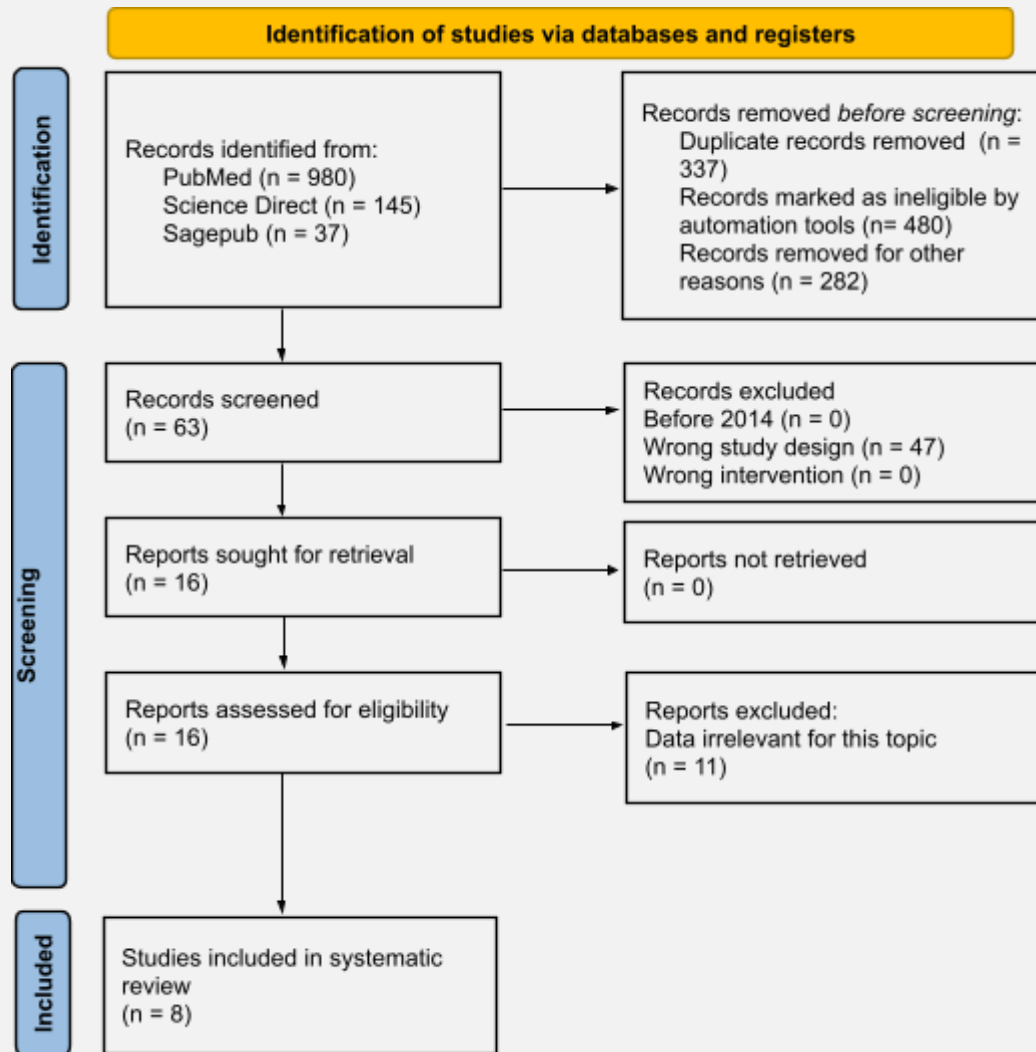 Identification of studies via databases and registers
Identification
Records identified from:
PubMed (n = 980)
Science Direct (n = 145)
Sagepub (n = 37)
Records removed before screening:
Duplicate records removed (n =
337)
Records marked as ineligible by
automation tools (n= 480)
Records removed for other
reasons (n = 282)
Screening
Records screened
(n = 63)
Records excluded
Before 2014 (n = 0)
Wrong study design (n = 47)
Wrong intervention (n = 0)
Reports sought for retrieval
(n = 16)
Reports not retrieved
(n = 0)
Reports assessed for eligibility
(n = 16)
Reports excluded:
Data irrelevant for this topic
(n = 11)
Included
Studies included in systematic
review
(n = 8)